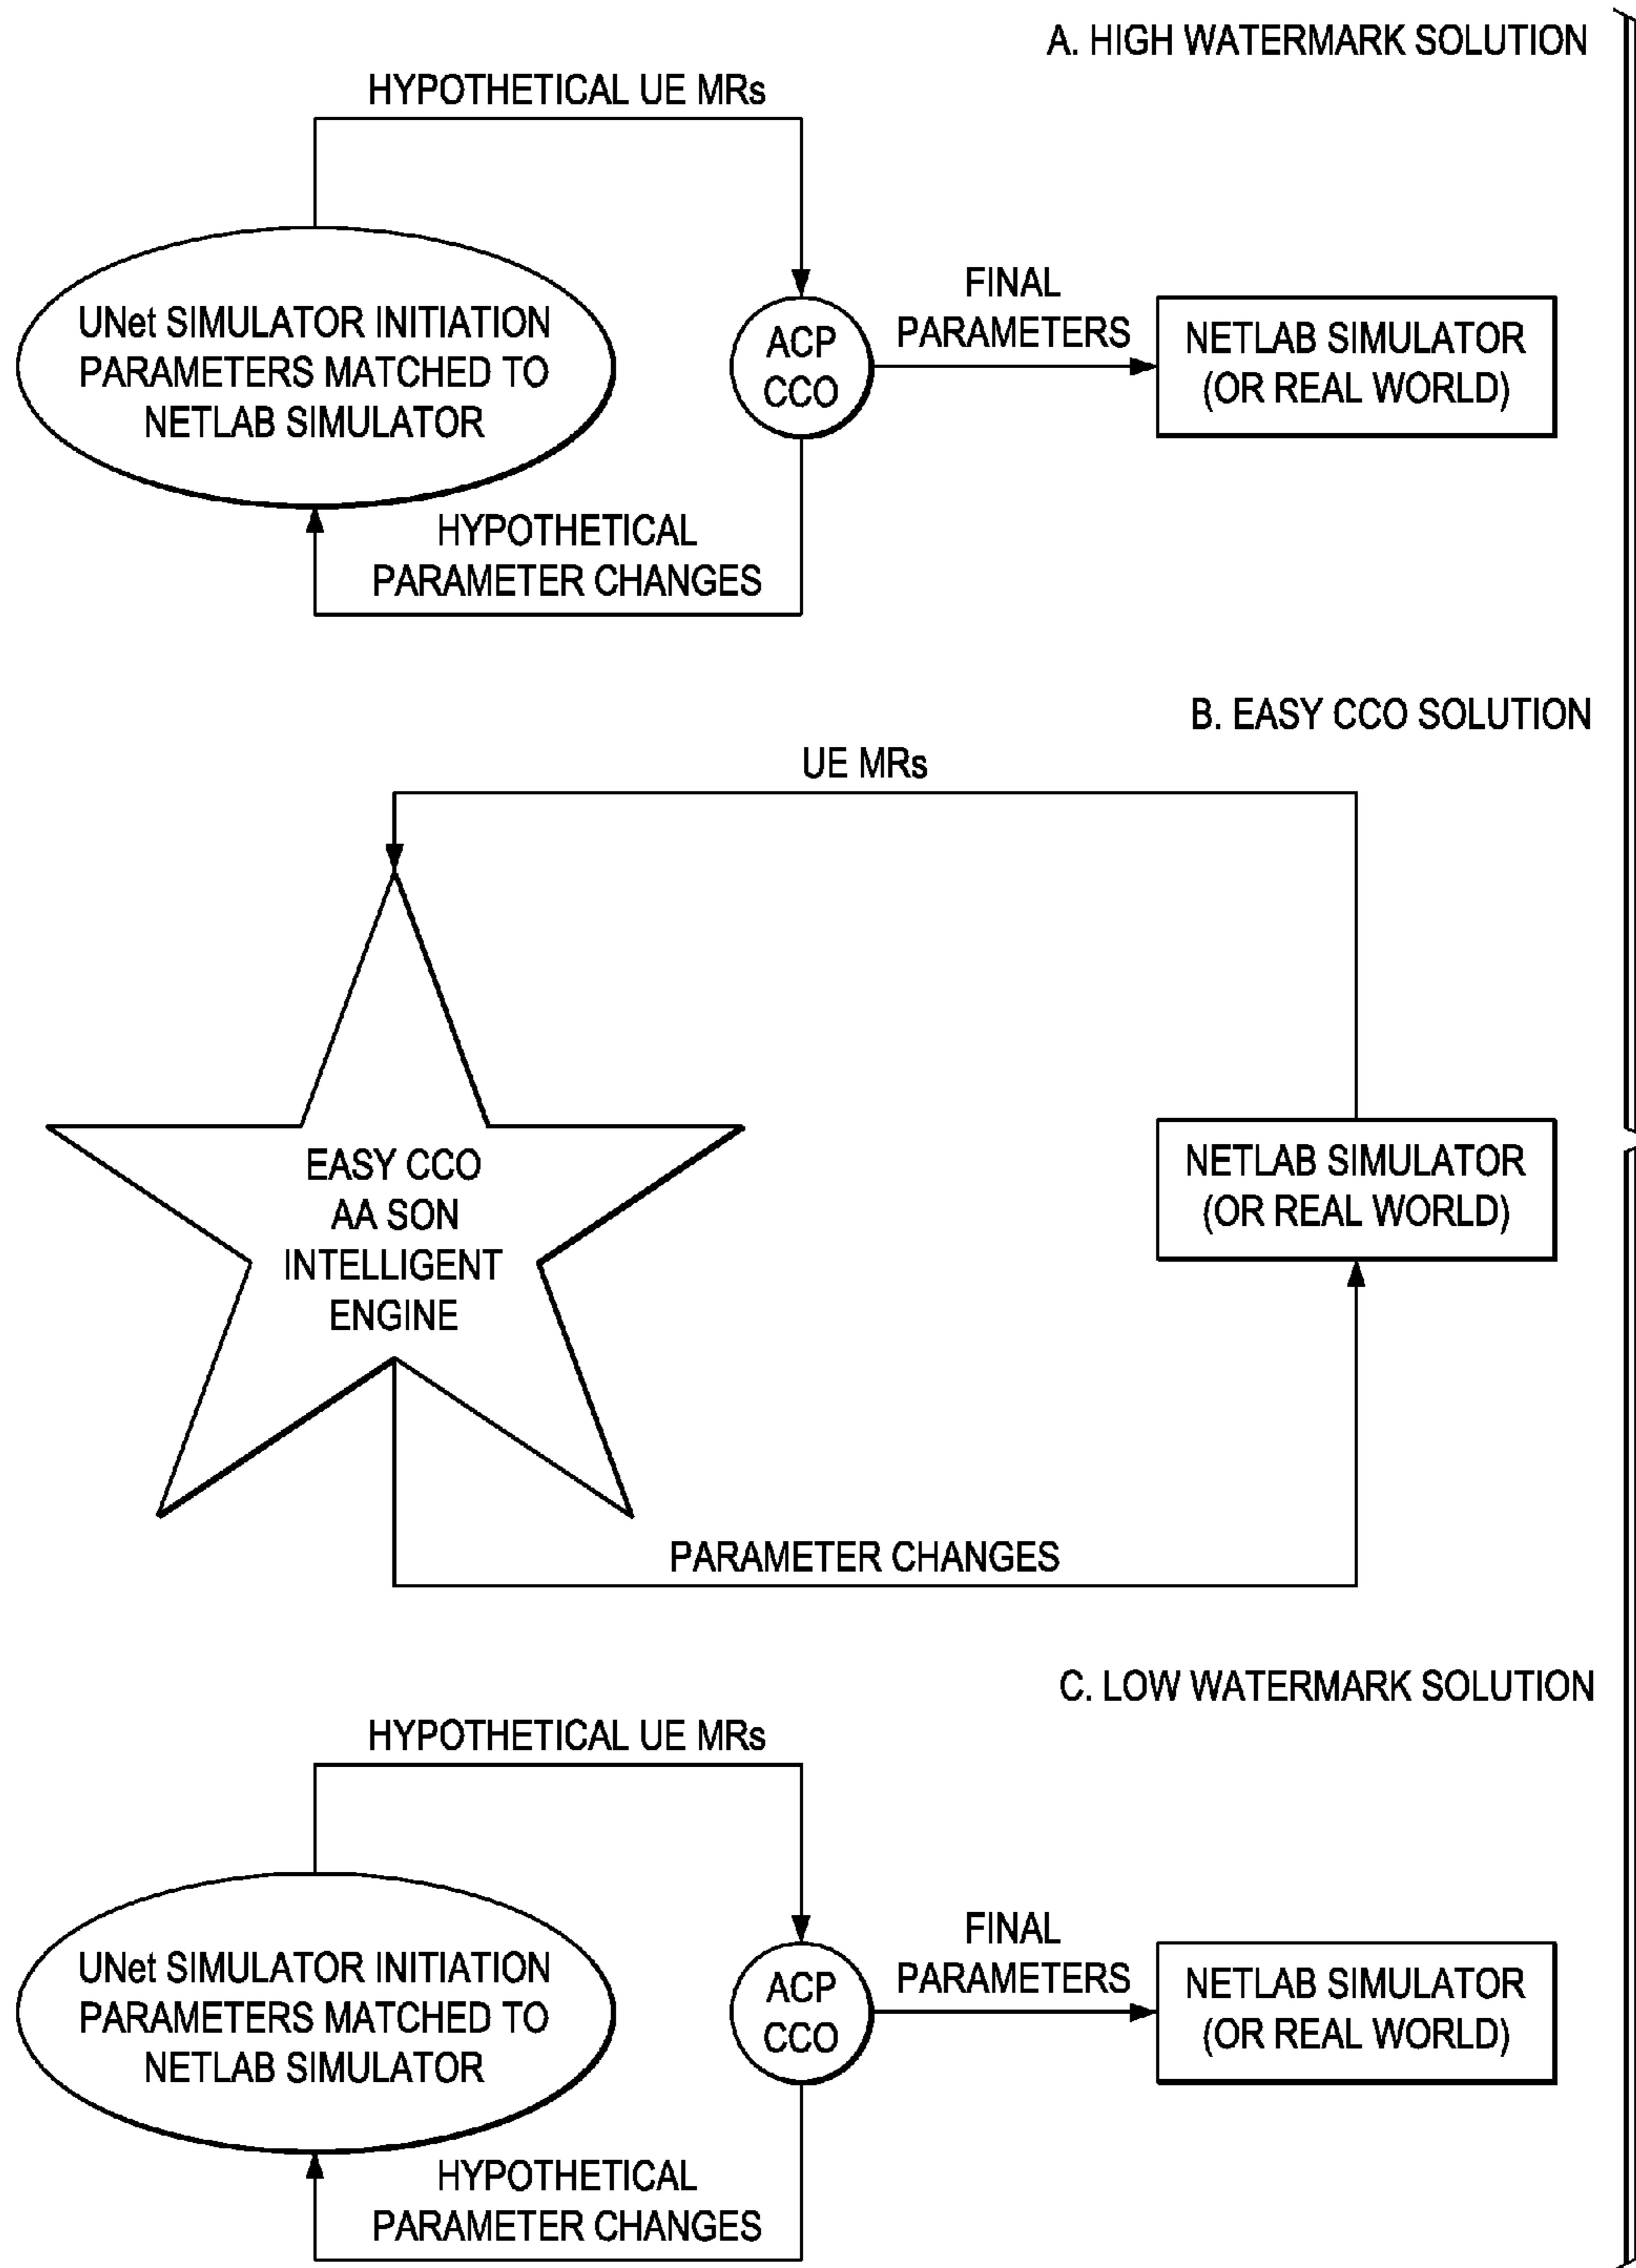 A. HIGH WATERMARK SOLUTION
HYPOTHETICAL UE MRs
UNet SIMULATOR INITIATION
PARAMETERS MATCHED TO
NETLAB SIMULATOR
ACP
CCO
FINAL
PARAMETERS
NETLAB SIMULATOR
(OR REAL WORLD)
HYPOTHETICAL
PARAMETER CHANGES
B. EASY CCO SOLUTION
UE MRs
EASY CCO
AA SON
INTELLIGENT
ENGINE
NETLAB SIMULATOR
(OR REAL WORLD)
PARAMETER CHANGES
C. LOW WATERMARK SOLUTION
HYPOTHETICAL UE MRs
UNet SIMULATOR INITIATION
PARAMETERS MATCHED TO
NETLAB SIMULATOR
ACP
CCO
FINAL
PARAMETERS
NETLAB SIMULATOR
(OR REAL WORLD)
HYPOTHETICAL
PARAMETER CHANGES